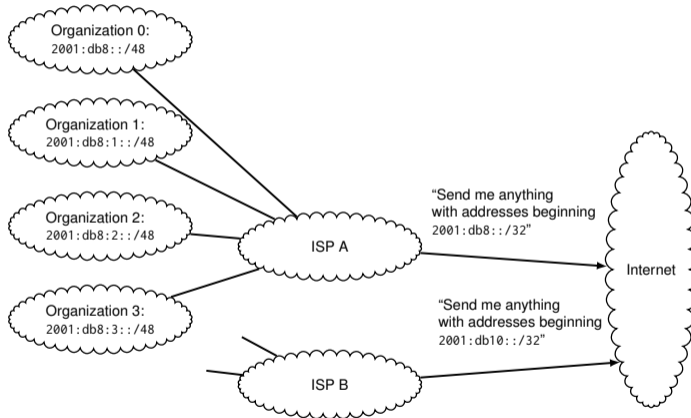 Organization 0:
2001:db8::/48
Organization 1:
2001:db8:1::/48
Organization 2:
2001:db8:2::/48
Organization 3:
2001:db8:3::/48
ISP A
ISP B
“Send me anything
with addresses beginning
2001:db8::/32”
“Send me anything
with addresses beginning
2001:db10::/32”
Internet